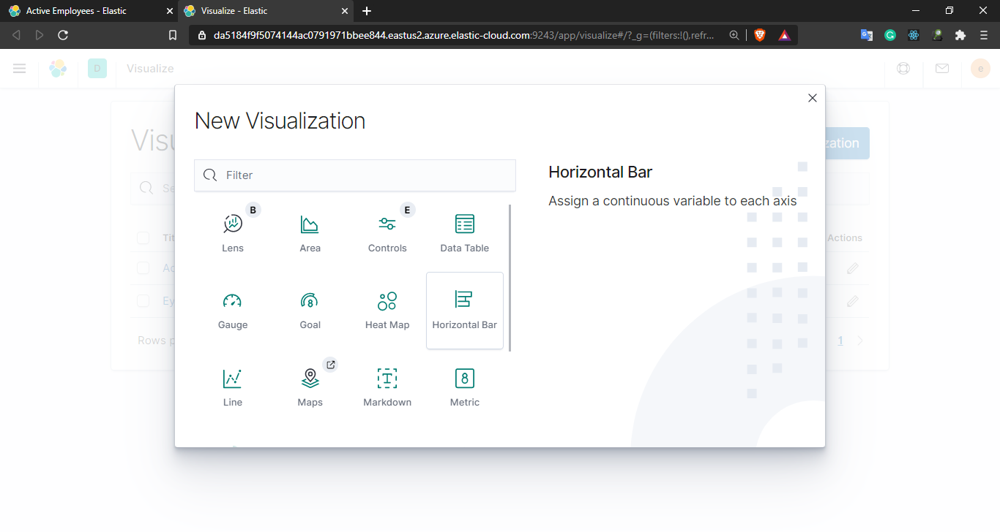 Active Employees - Elastic
Visualize - Elastic
da5184f9f5074144ac0791971bbee844.eastus2.azure.elastic-cloud.com:9243/app/visualize#/?_g=(filters:!(),refr...
D
Visualize
e
New Visualization
Filter
Horizontal Bar
Assign a continuous variable to each axis
B
E
Lens
Area
Controls
Data Table
Gauge
Goal
Heat Map
Horizontal Bar
Line
Maps
Markdown
Metric
Visu
zation
Se
Tit
Actions
Ac
Ey
Rows p
1